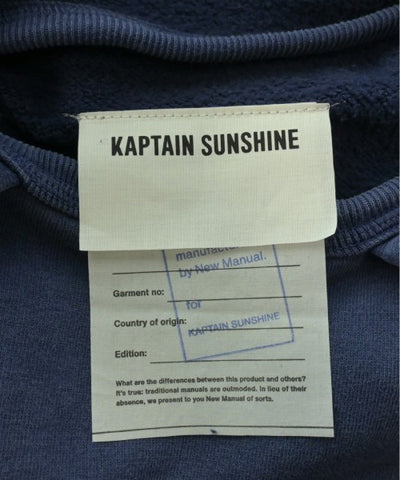 KAPTAIN SUNSHINE
by New Manual.
Garment no:
for
Country of origin:
KAPTAIN SUNSHINE
Edition:
What are the differences between this product and others?
It's true: traditional manuals are outmoded. In lieu of their
absence, we present to you New Manual of sorts.